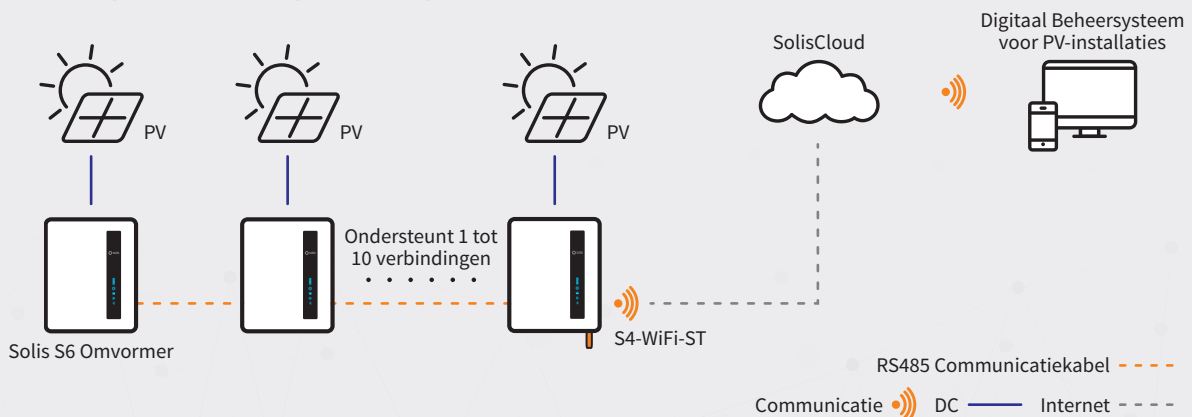 Digitaal Beheersysteem
voor PV-installaties
SolisCloud
PV
PV
PV
Ondersteunt 1 tot
10 verbindingen
Solis S6 Omvormer
S4-WiFi-ST
RS485 Communicatiekabel
Communicatie
DC
Internet